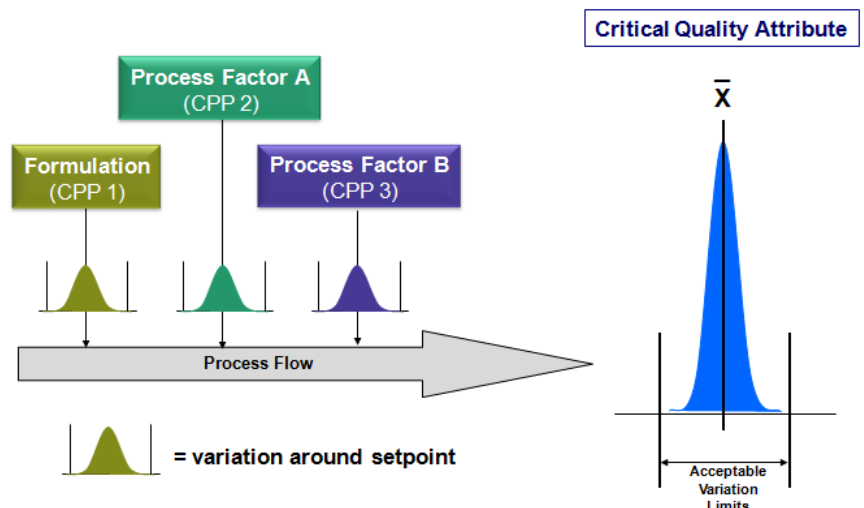 Critical Quality Attribute
Process Factor A
(CPP 2)
X̄
Formulation
(CPP 1)
Process Factor B
(CPP 3)
Process Flow
= variation around setpoint
Acceptable
Variation
Limits